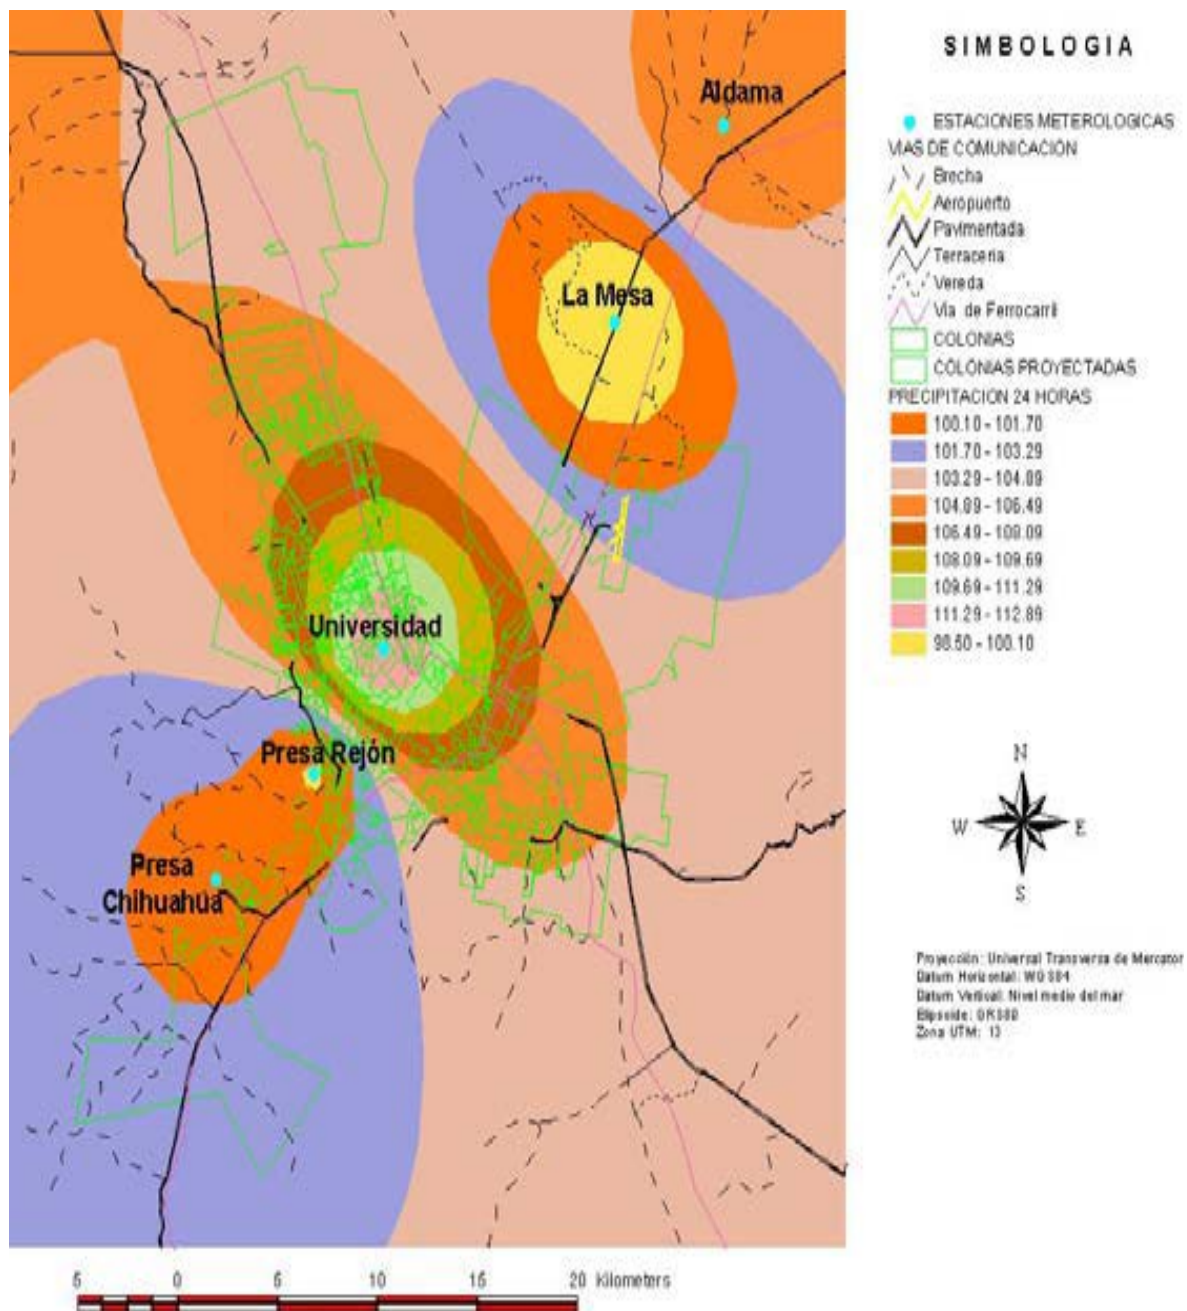 SIMBOLOGIA
ESTACIONES METEROLOGICAS
VIAS DE COMUNICACIÓN
Brecha
Aeropuerto
Pavimentada
Terraceria
Vereda
Via de Ferrocarril
COLONIAS
COLONIAS PROYECTADAS
PRECIPITACION 24 HORAS
100.10 - 101.70
101.70 - 103.29
103.29 - 104.89
104.89 - 106.49
106.49 - 108.09
108.09 - 109.69
109.69 - 111.29
111.29 - 112.89
98.50 - 100.10
Aldama
La Mesa
Universidad
Presa Rejón
Presa
Chihuahua
N
W
E
S
Proyección: Universal Transversa de Mercator
Datum Horizontal: WGS84
Datum Vertical: Nivel medio del mar
Elipsoide: GRS80
Zona UTM: 13
5 0 5 10 15 20 Kilometers